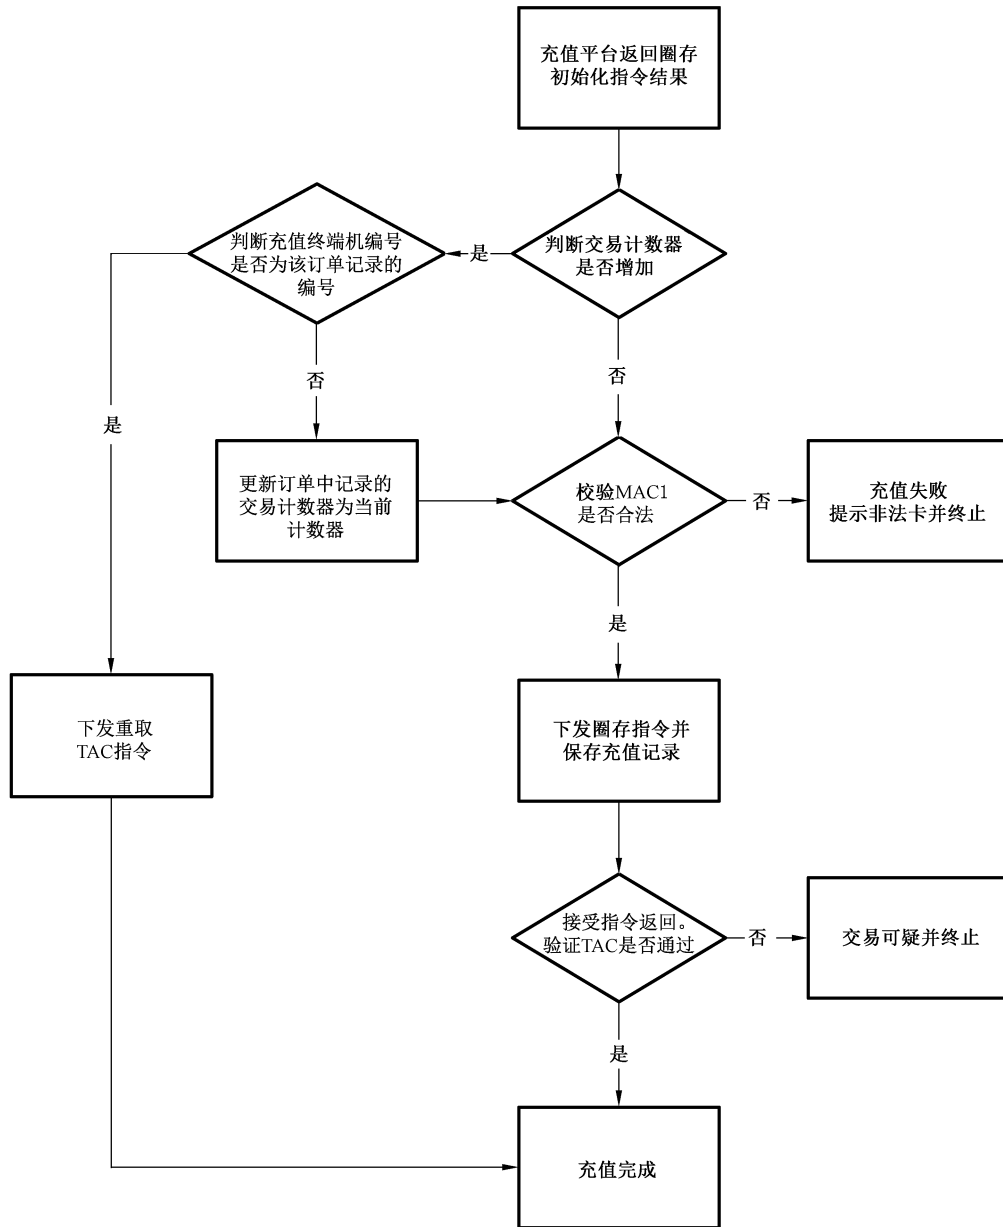 充值平台返回圈存
初始化指令结果
判断充值终端机编号
是否为该订单记录的
编号
是
判断交易计数器
是否增加
否
否
是
更新订单中记录的
交易计数器为当前
计数器
校验MAC1
是否合法
否
充值失败
提示非法卡并终止
是
下发重取
TAC指令
下发圈存指令并
保存充值记录
接受指令返回。
验证TAC是否通过
否
交易可疑并终止
是
充值完成